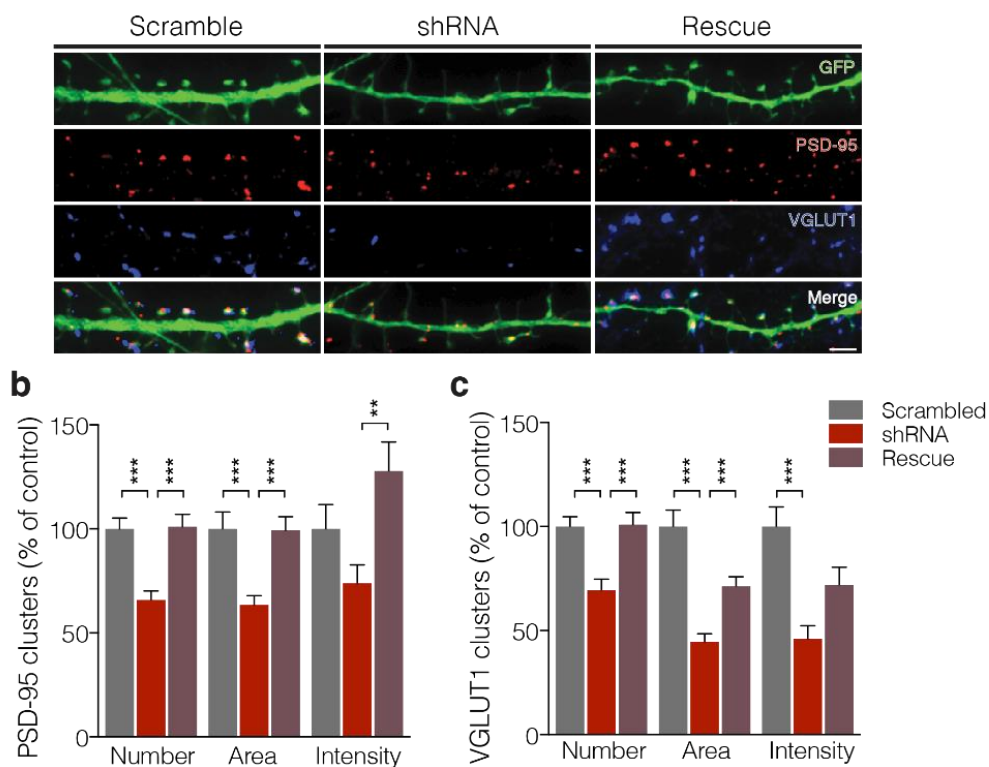 Scramble shRNA Rescue
GFP
PSD-95
VGLUT1
Merge
b
PSD-95 clusters (% of control)
150
100
50
0
*** *** *** *** **
Number Area Intensity
c
VGLUT1 clusters (% of control)
150
100
50
0
*** *** *** *** ***
Number Area Intensity
Scrambled
shRNA
Rescue